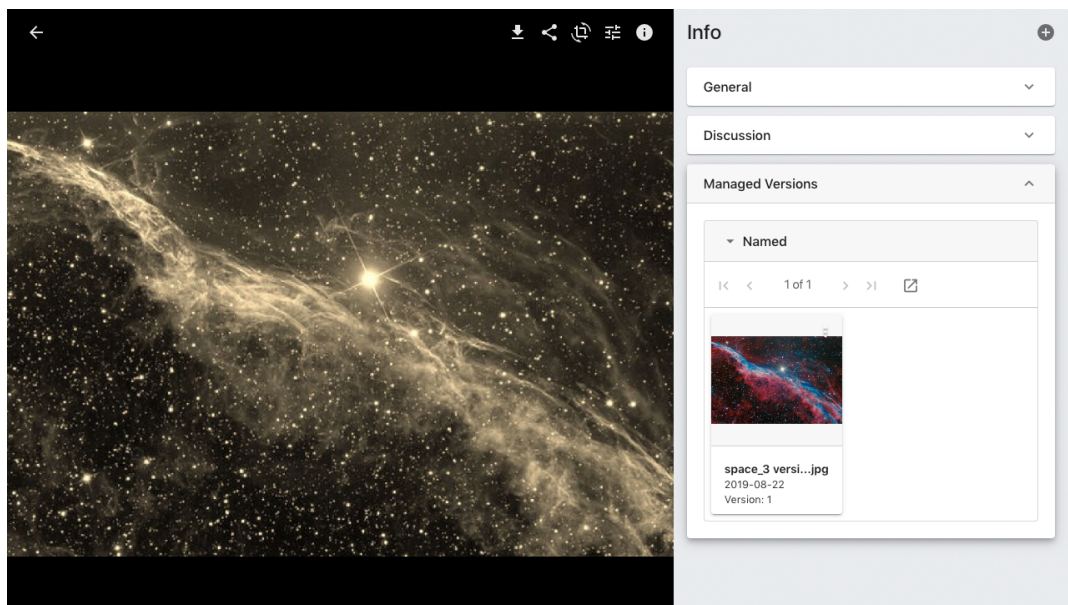 Info
General
Discussion
Managed Versions
Named
1 of 1
space_3 versi...jpg
2019-08-22
Version: 1